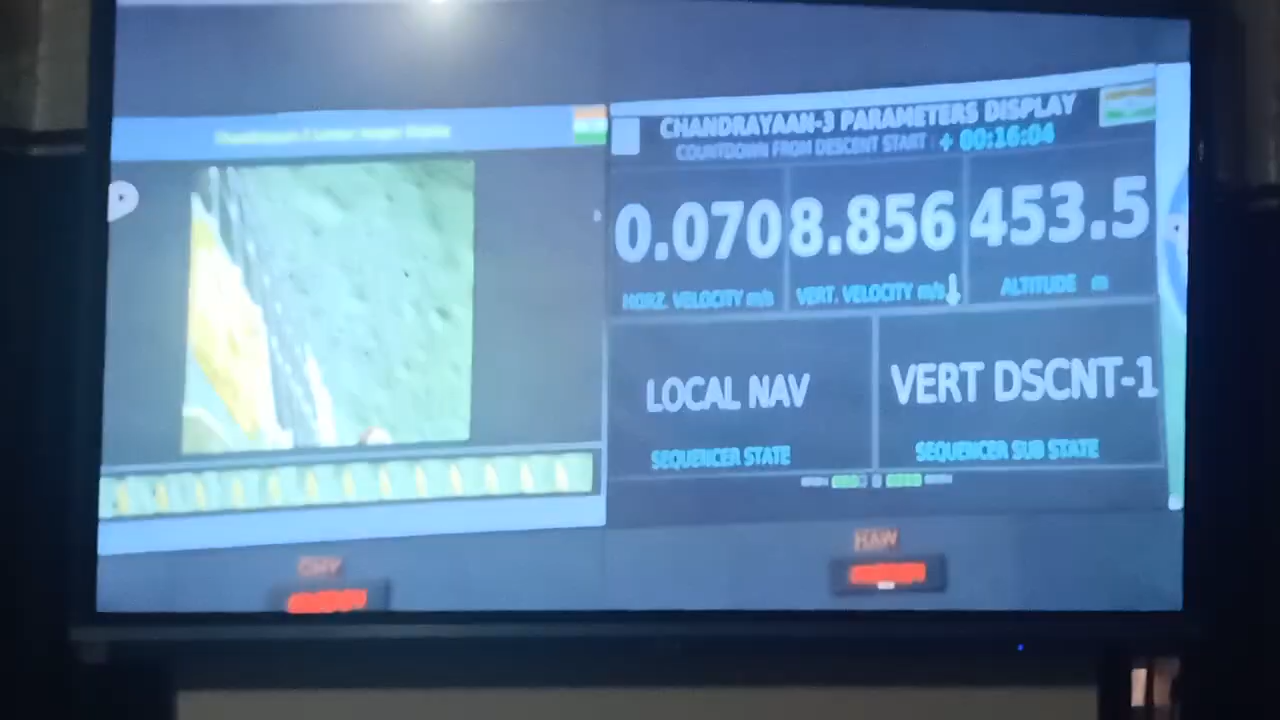 CHANDRAYAAN-3 PARAMETERS DISPLAY
COUNTDOWN FROM DESCENT START : + 00:16:04
0.070 8.856 453.5
HORZ. VELOCITY m/s VERT. VELOCITY m/s ALTITUDE m
LOCAL NAV VERT DSCNT-1
SEQUENCER STATE SEQUENCER SUB STATE